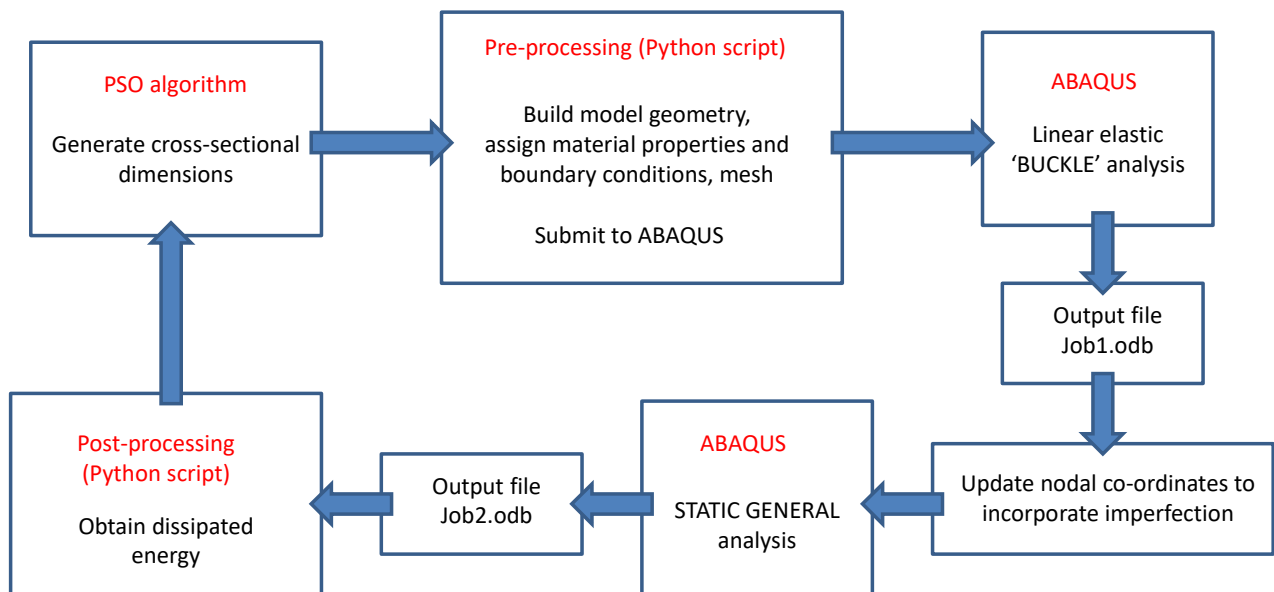 PSO algorithm
Generate cross-sectional
dimensions
Pre-processing (Python script)
Build model geometry,
assign material properties and
boundary conditions, mesh
Submit to ABAQUS
ABAQUS
Linear elastic
‘BUCKLE’ analysis
Output file
Job1.odb
Update nodal co-ordinates to
incorporate imperfection
ABAQUS
STATIC GENERAL
analysis
Output file
Job2.odb
Post-processing
(Python script)
Obtain dissipated
energy